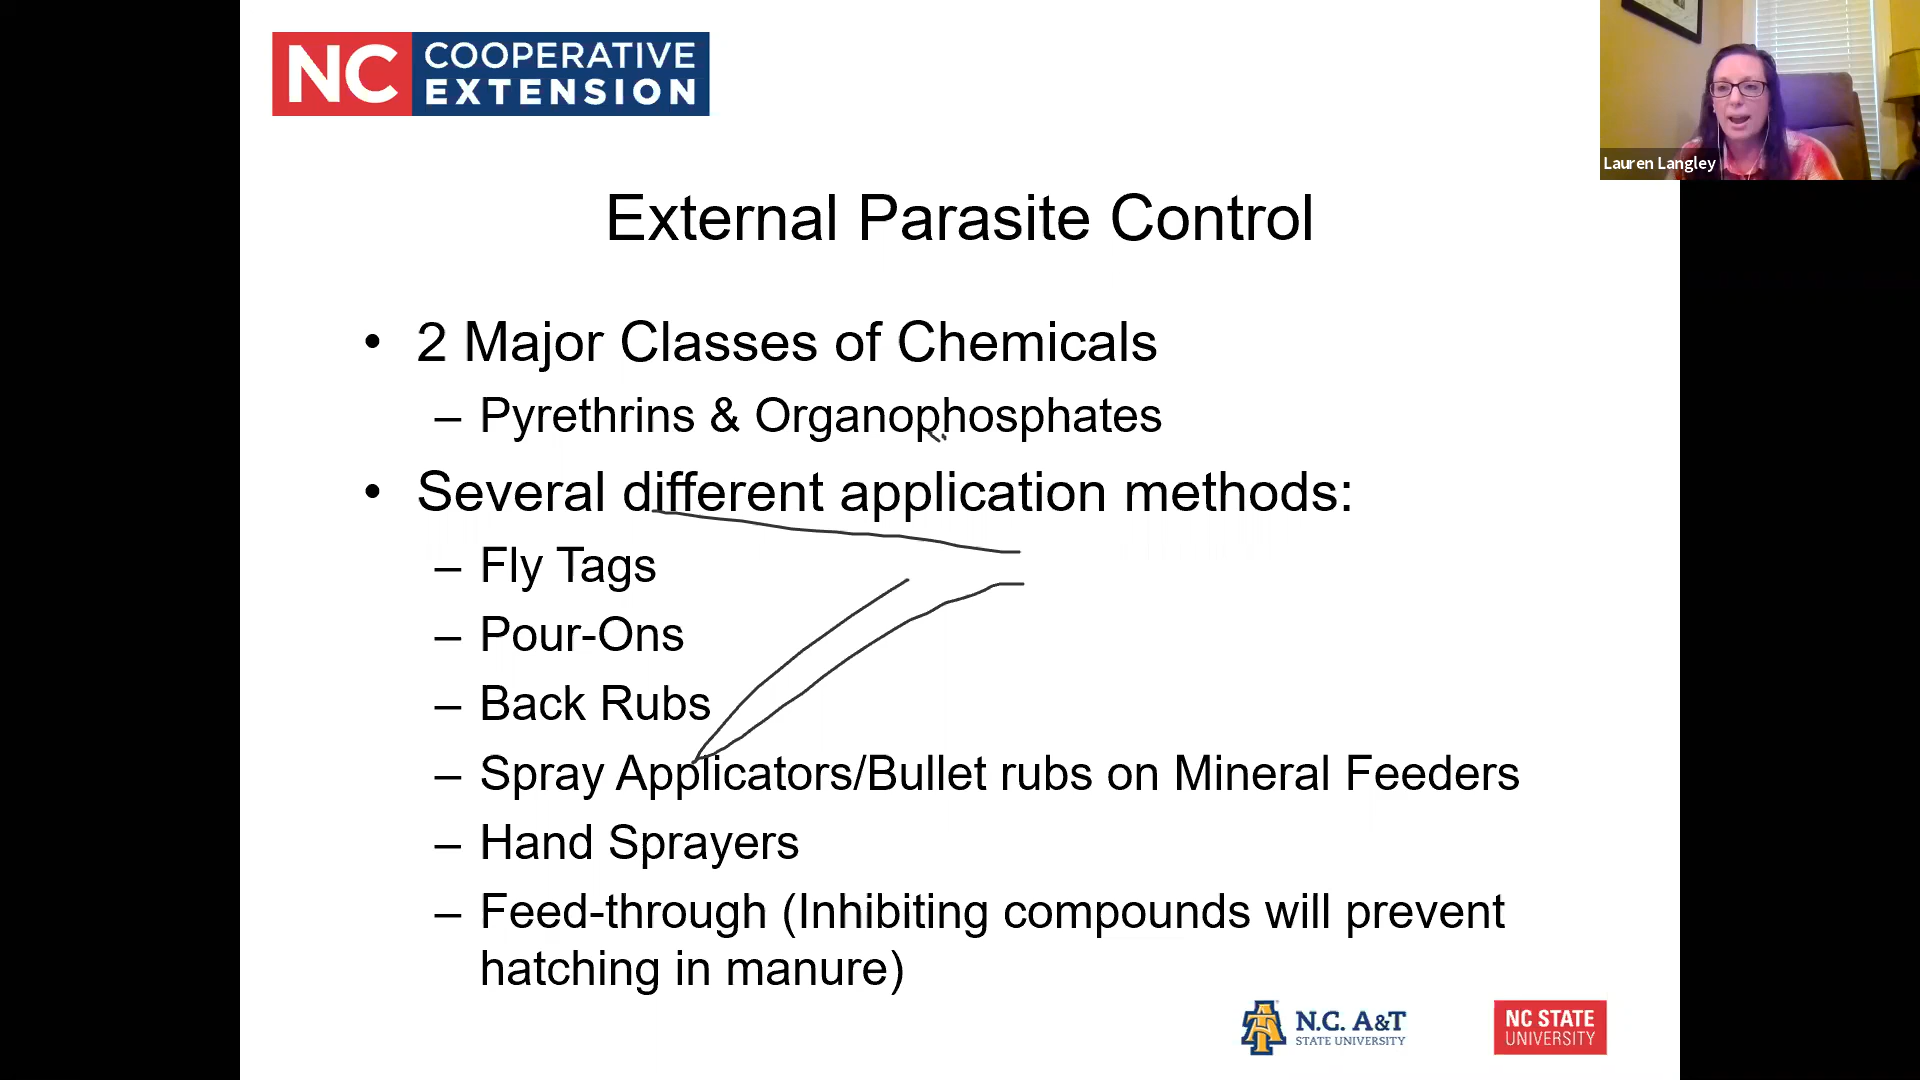 NC COOPERATIVE
EXTENSION
Lauren Langley
External Parasite Control
• 2 Major Classes of Chemicals
– Pyrethrins & Organophosphates
• Several different application methods:
– Fly Tags
– Pour-Ons
– Back Rubs
– Spray Applicators/Bullet rubs on Mineral Feeders
– Hand Sprayers
– Feed-through (Inhibiting compounds will prevent
hatching in manure)
N.C. A&T
STATE UNIVERSITY
NC STATE
UNIVERSITY